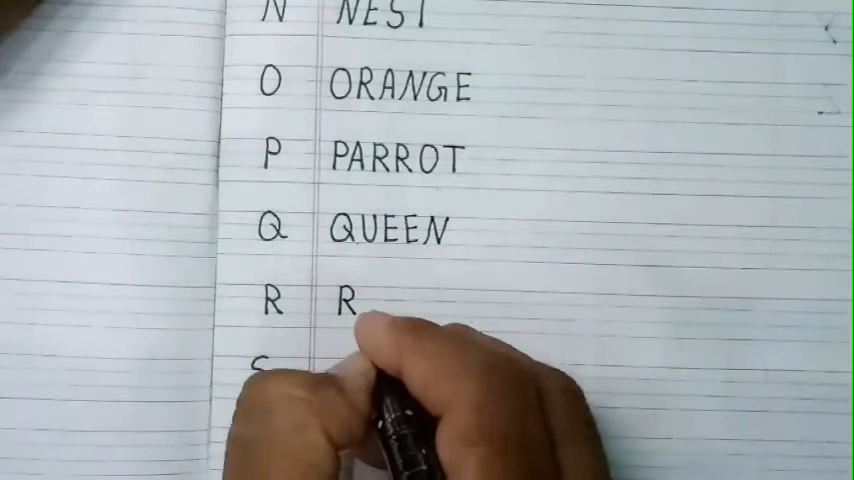 N NEST
O ORANGE
P PARROT
Q QUEEN
R R
S